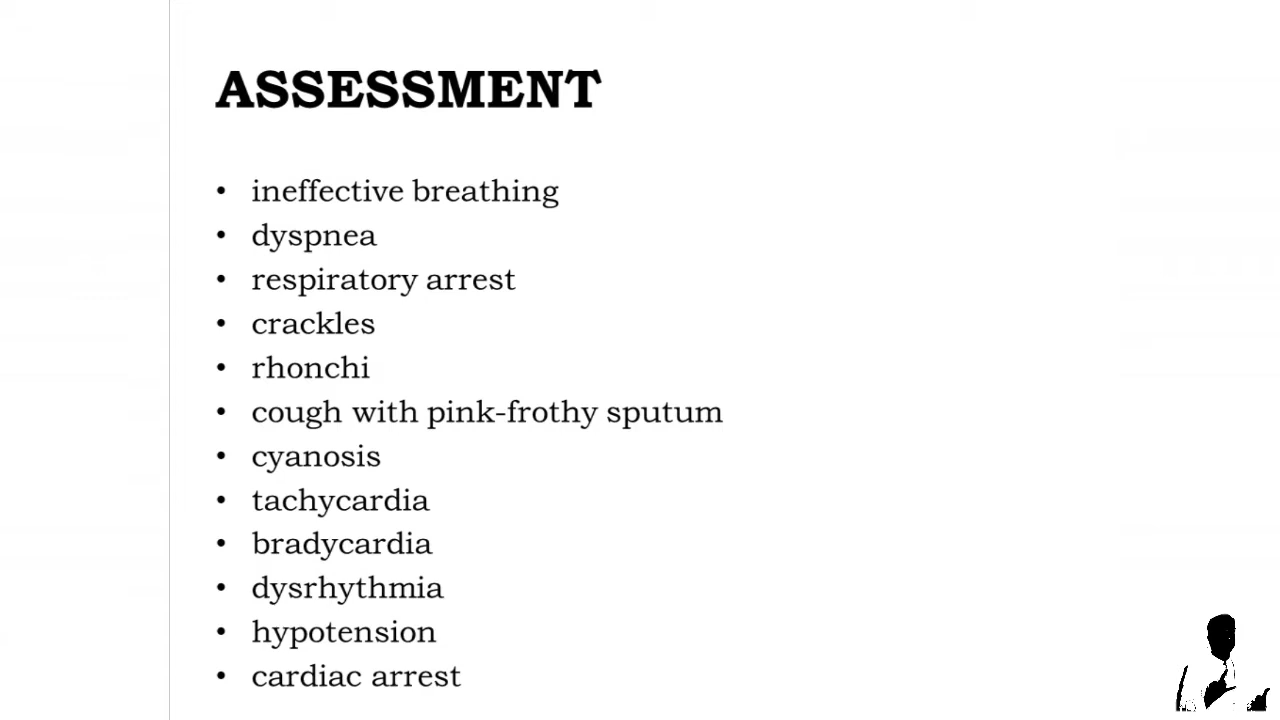 ASSESSMENT
• ineffective breathing
• dyspnea
• respiratory arrest
• crackles
• rhonchi
• cough with pink-frothy sputum
• cyanosis
• tachycardia
• bradycardia
• dysrhythmia
• hypotension
• cardiac arrest